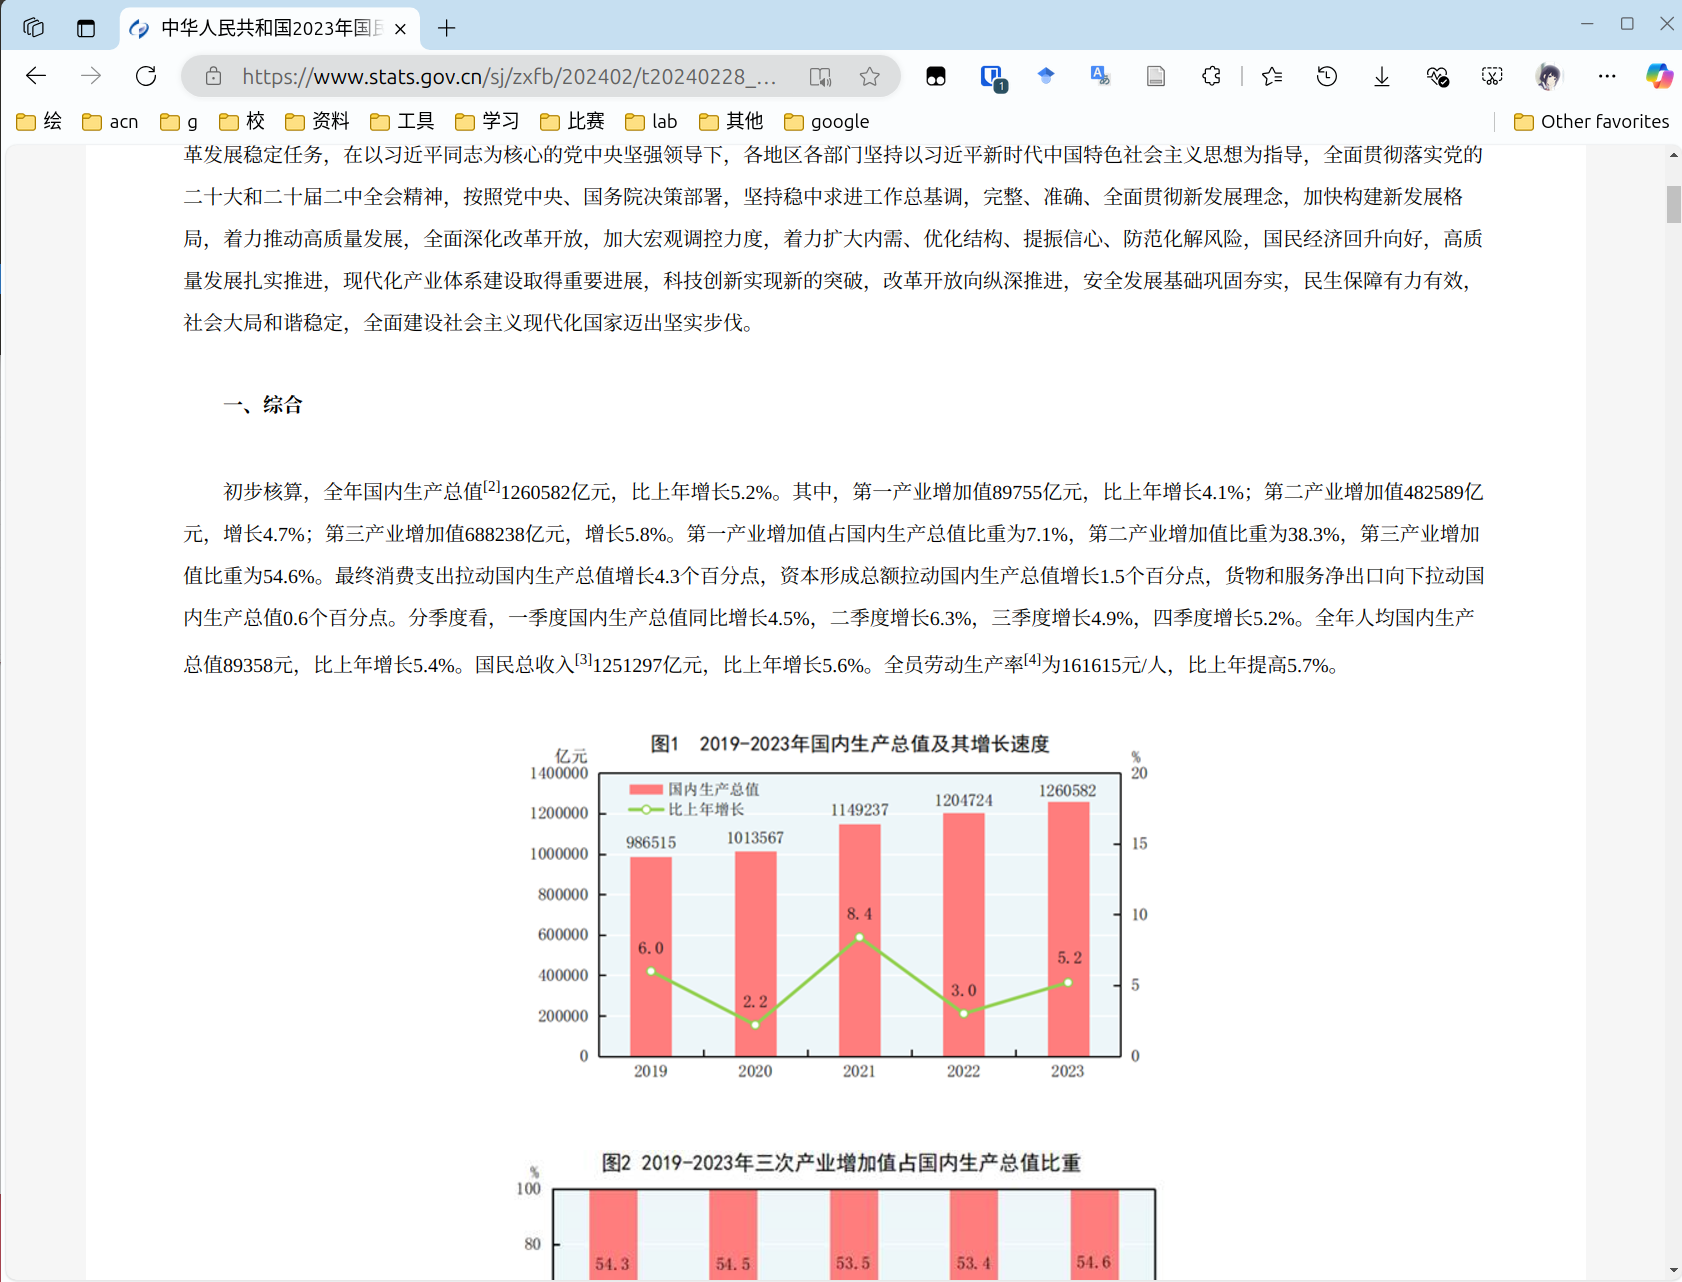 中华人民共和国2023年国民
https://www.stats.gov.cn/sj/zxfb/202402/t20240228_...
1
绘 acn g 校 资料 工具 学习 比赛 lab 其他 google Other favorites
革发展稳定任务，在以习近平同志为核心的党中央坚强领导下，各地区各部门坚持以习近平新时代中国特色社会主义思想为指导，全面贯彻落实党的
二十大和二十届二中全会精神，按照党中央、国务院决策部署，坚持稳中求进工作总基调，完整、准确、全面贯彻新发展理念，加快构建新发展格
局，着力推动高质量发展，全面深化改革开放，加大宏观调控力度，着力扩大内需、优化结构、提振信心、防范化解风险，国民经济回升向好，高质
量发展扎实推进，现代化产业体系建设取得重要进展，科技创新实现新的突破，改革开放向纵深推进，安全发展基础巩固夯实，民生保障有力有效，
社会大局和谐稳定，全面建设社会主义现代化国家迈出坚实步伐。
一、综合
初步核算，全年国内生产总值[2]1260582亿元，比上年增长5.2%。其中，第一产业增加值89755亿元，比上年增长4.1%；第二产业增加值482589亿
元，增长4.7%；第三产业增加值688238亿元，增长5.8%。第一产业增加值占国内生产总值比重为7.1%，第二产业增加值比重为38.3%，第三产业增加
值比重为54.6%。最终消费支出拉动国内生产总值增长4.3个百分点，资本形成总额拉动国内生产总值增长1.5个百分点，货物和服务净出口向下拉动国
内生产总值0.6个百分点。分季度看，一季度国内生产总值同比增长4.5%，二季度增长6.3%，三季度增长4.9%，四季度增长5.2%。全年人均国内生产
总值89358元，比上年增长5.4%。国民总收入[3]1251297亿元，比上年增长5.6%。全员劳动生产率[4]为161615元/人，比上年提高5.7%。
图1 2019-2023年国内生产总值及其增长速度
亿元 %
1400000 20
国内生产总值
比上年增长
1260582
1204724
1149237
1200000
1013567
986515
15
1000000
800000
8.4 10
600000
6.0 5.2
400000
2.2 3.0 5
200000
0 0
2019 2020 2021 2022 2023
图2 2019-2023年三次产业增加值占国内生产总值比重
%
100
80
54.3 54.5 53.5 53.4 54.6